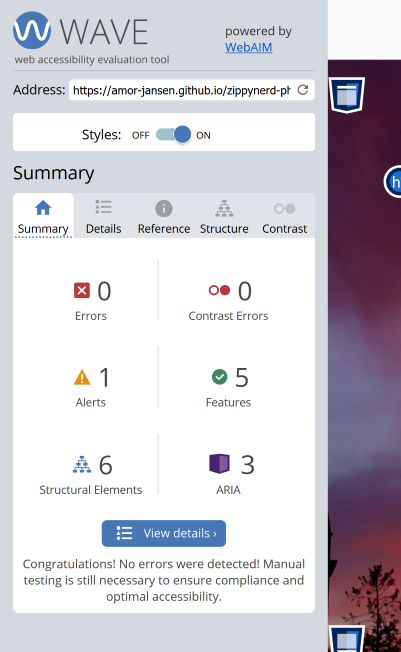 WAVE
powered by
WebAIM
web accessibility evaluation tool
Address: https://amor-jansen.github.io/zippynerd-ph
Styles: OFF ON
Summary
Summary Details Reference Structure Contrast
0 0
Errors Contrast Errors
1 5
Alerts Features
6 3
Structural Elements ARIA
View details ›
Congratulations! No errors were detected! Manual
testing is still necessary to ensure compliance and
optimal accessibility.
h